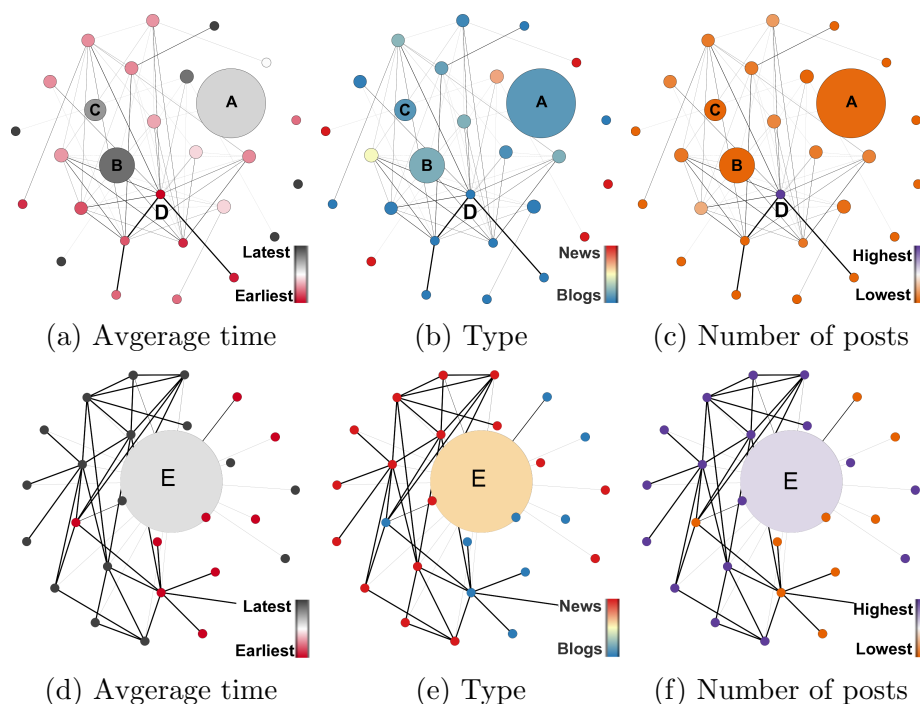 A
C
B
D
Latest
Earliest
A
C
B
D
News
Blogs
A
C
B
D
Highest
Lowest
(a) Avgerage time
(b) Type
(c) Number of posts
E
Latest
Earliest
E
News
Blogs
E
Highest
Lowest
(d) Avgerage time
(e) Type
(f) Number of posts